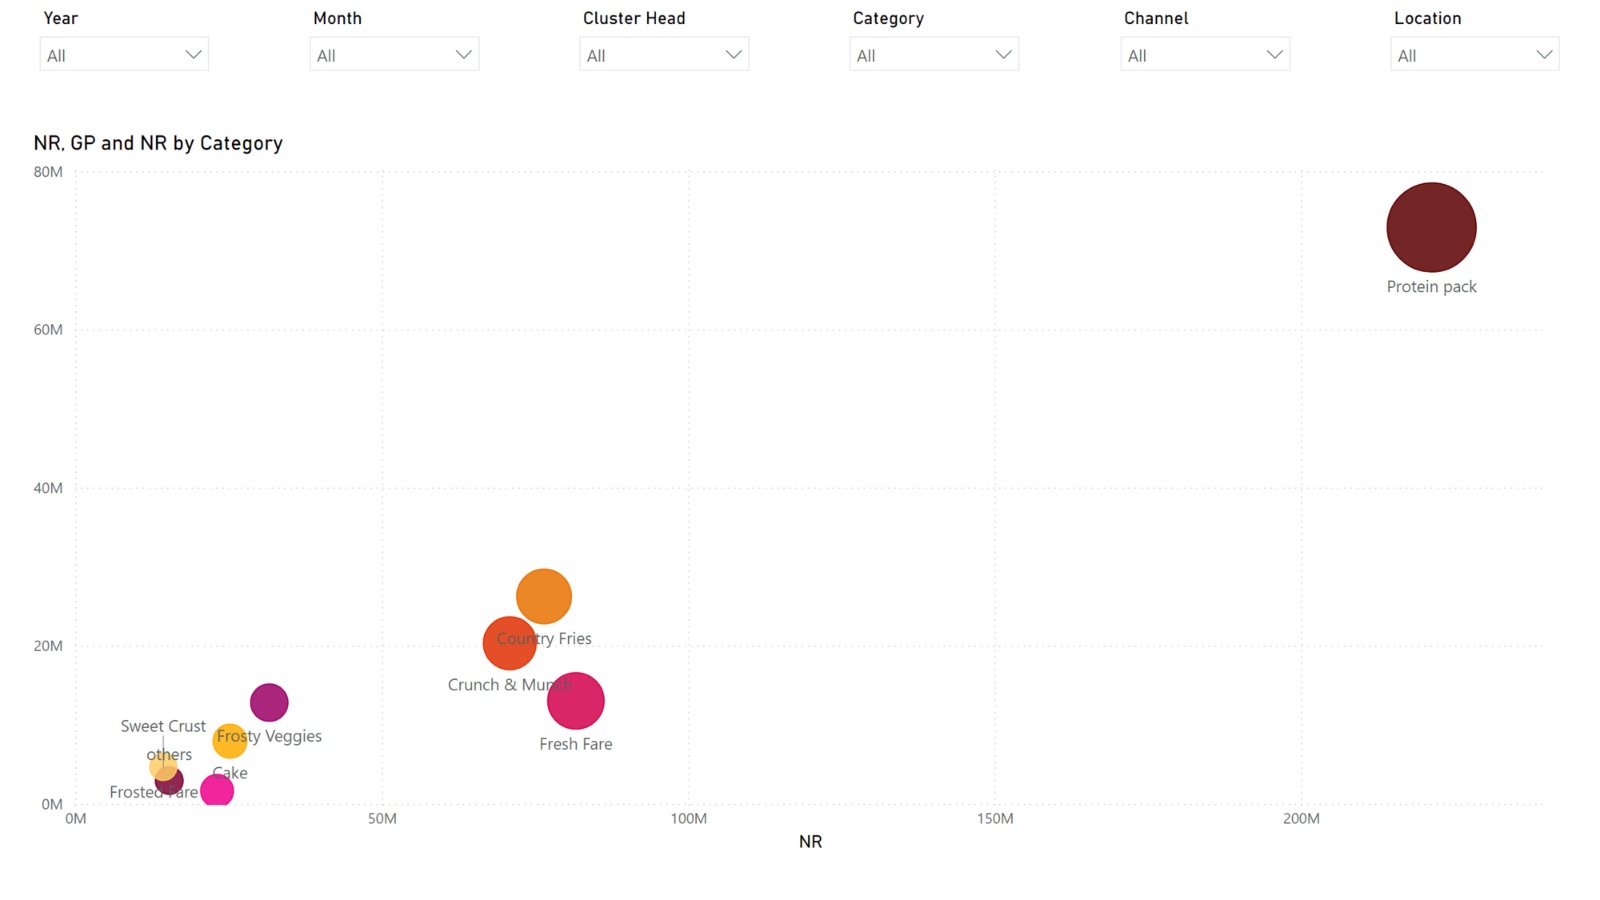 Year Month Cluster Head Category Channel Location
All All All All All All
NR, GP and NR by Category
80M
Protein pack
60M
40M
Country Fries
20M
Crunch & Munch
Sweet Crust
Frosty Veggies
Fresh Fare
others
Cake
Frosted Fare
0M
0M 50M 100M 150M 200M
NR